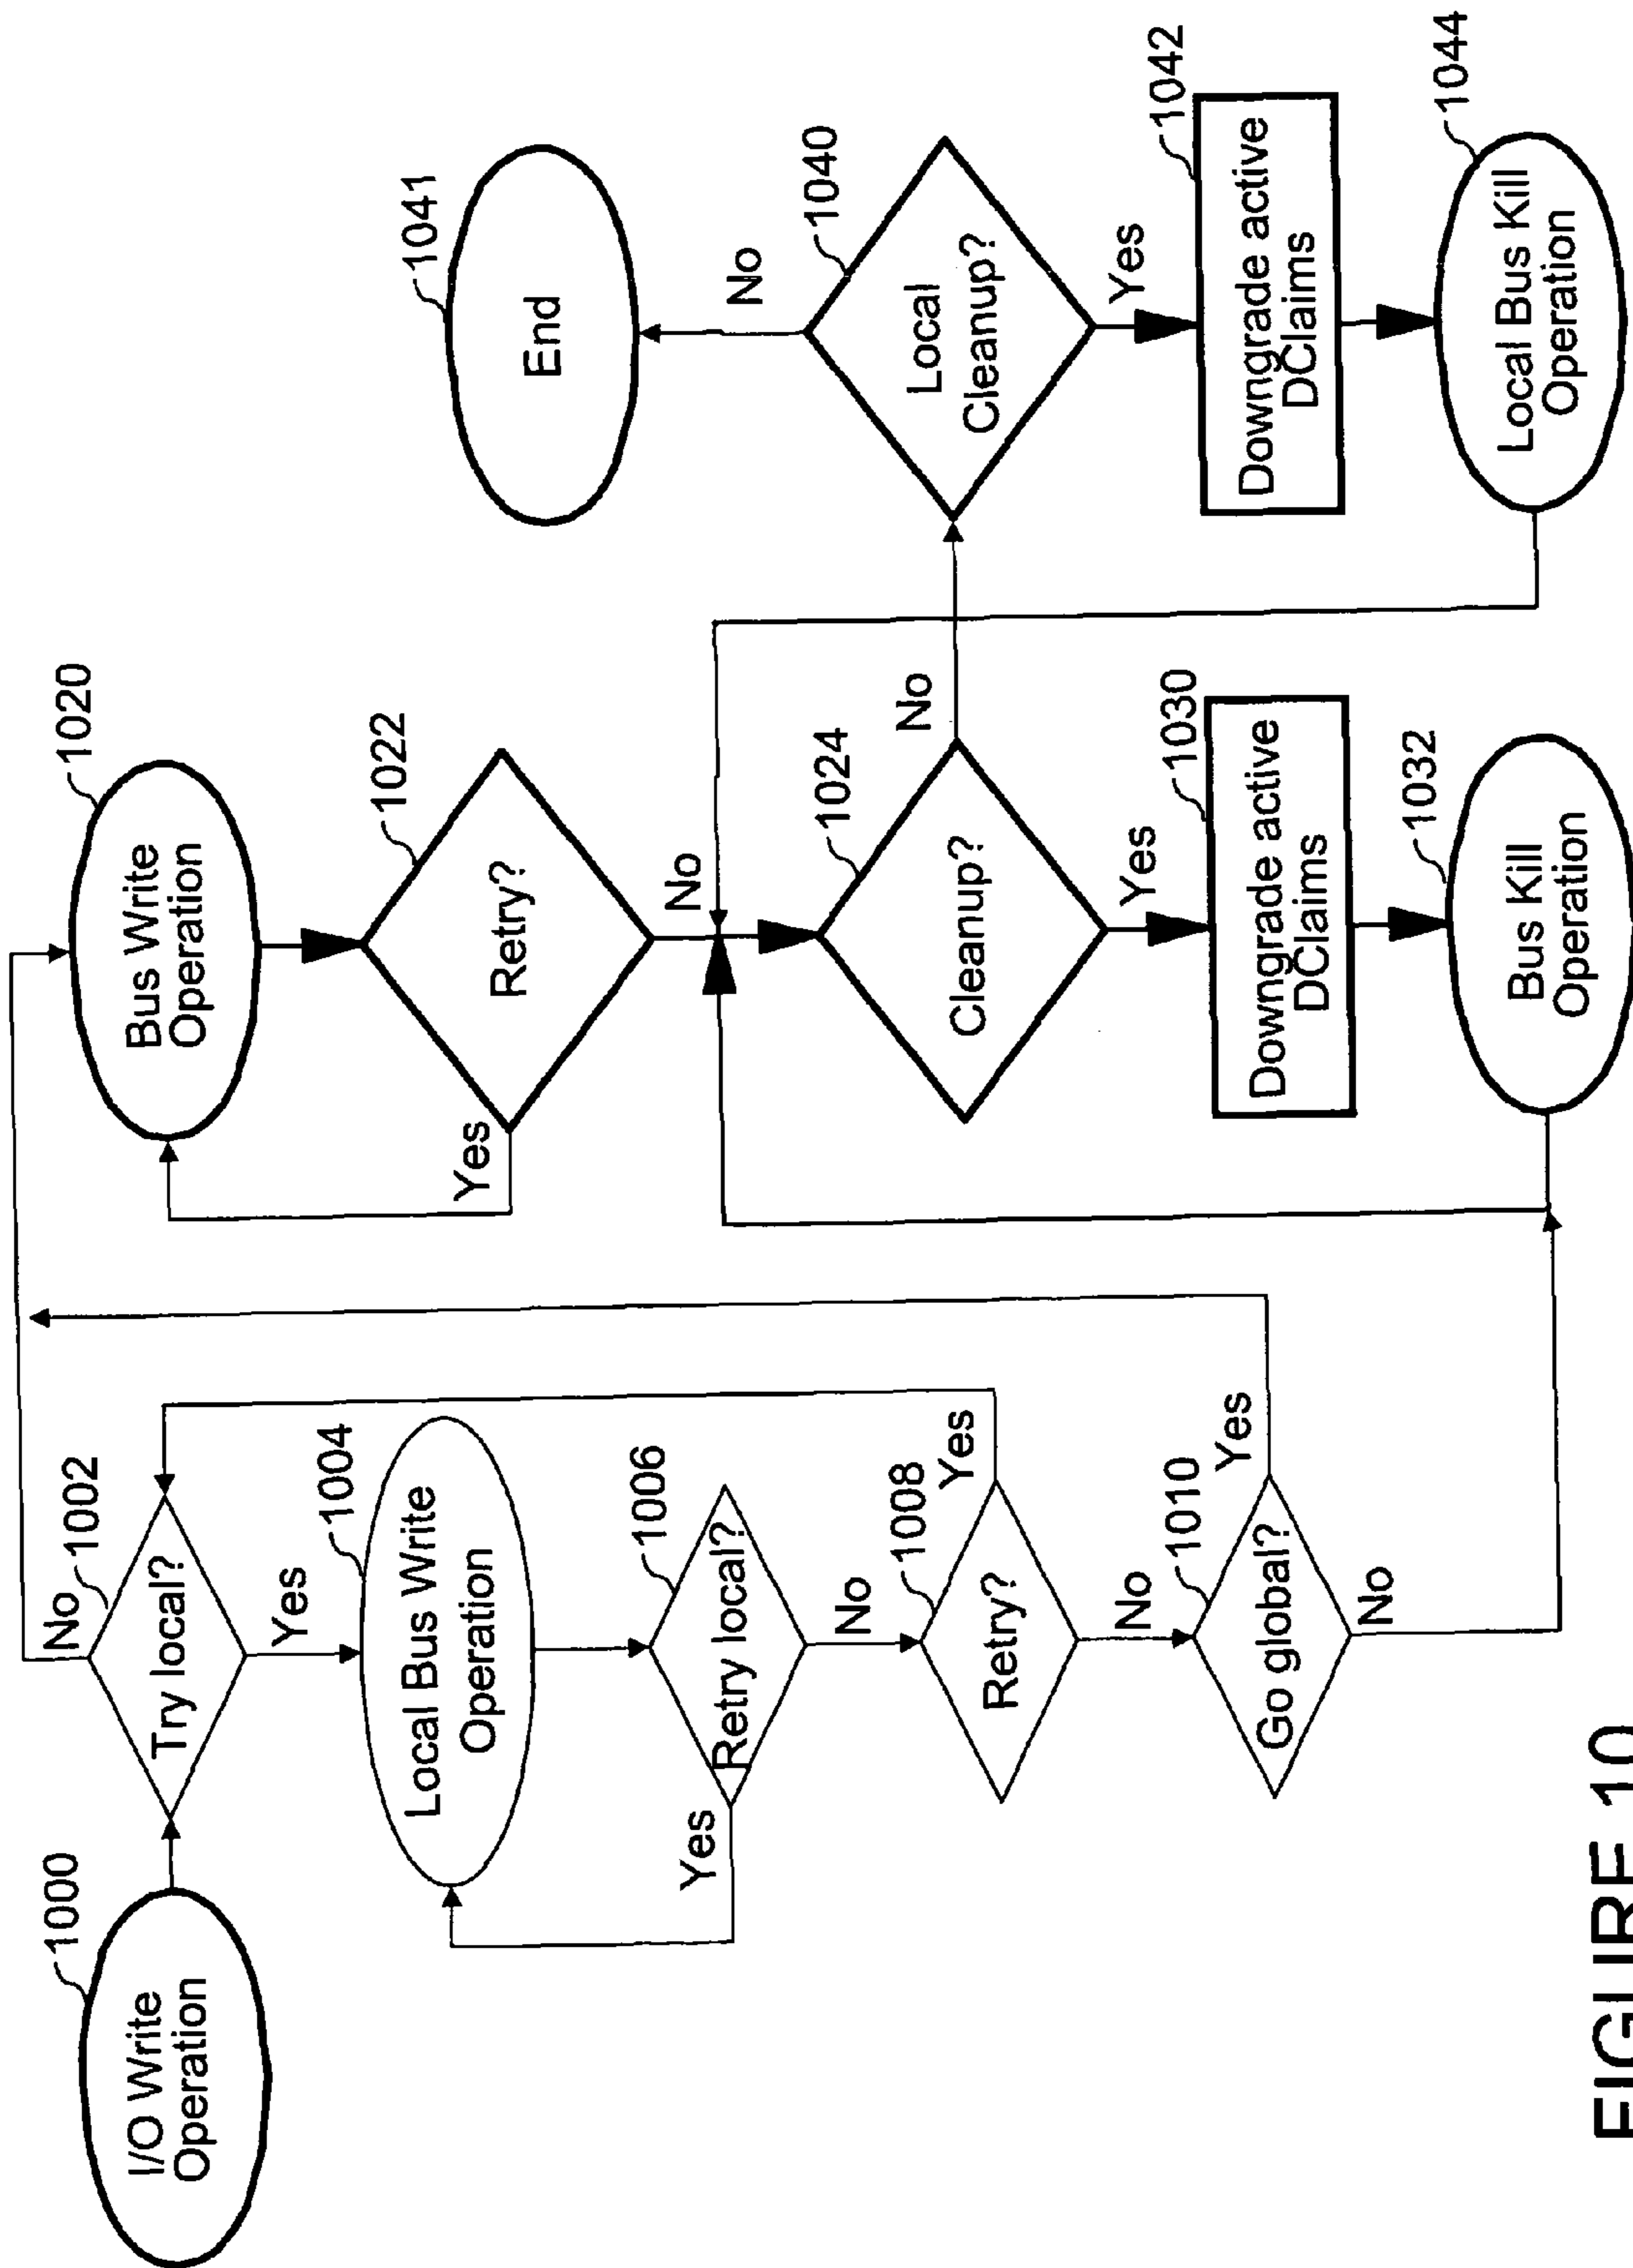 1000
I/O Write
Operation
No
1002
Try local?
Yes
1004
Local Bus Write
Operation
1006
Retry local?
Yes
No
1008
Retry?
Yes
No
1010
Go global?
Yes
No
1020
Bus Write
Operation
1022
Retry?
Yes
No
1024
Cleanup?
No
Yes
1030
Downgrade active
DClaims
1032
Bus Kill
Operation
1041
End
No
1040
Local
Cleanup?
Yes
1042
Downgrade active
DClaims
1044
Local Bus Kill
Operation
FIGURE 10